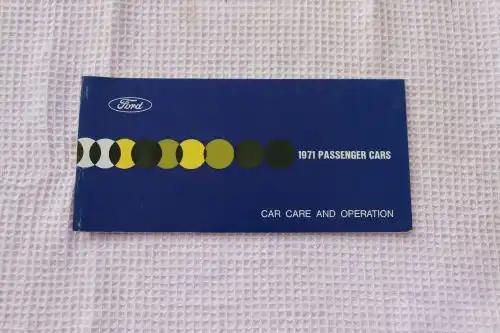 Ford
1971 PASSENGER CARS
CAR CARE AND OPERATION